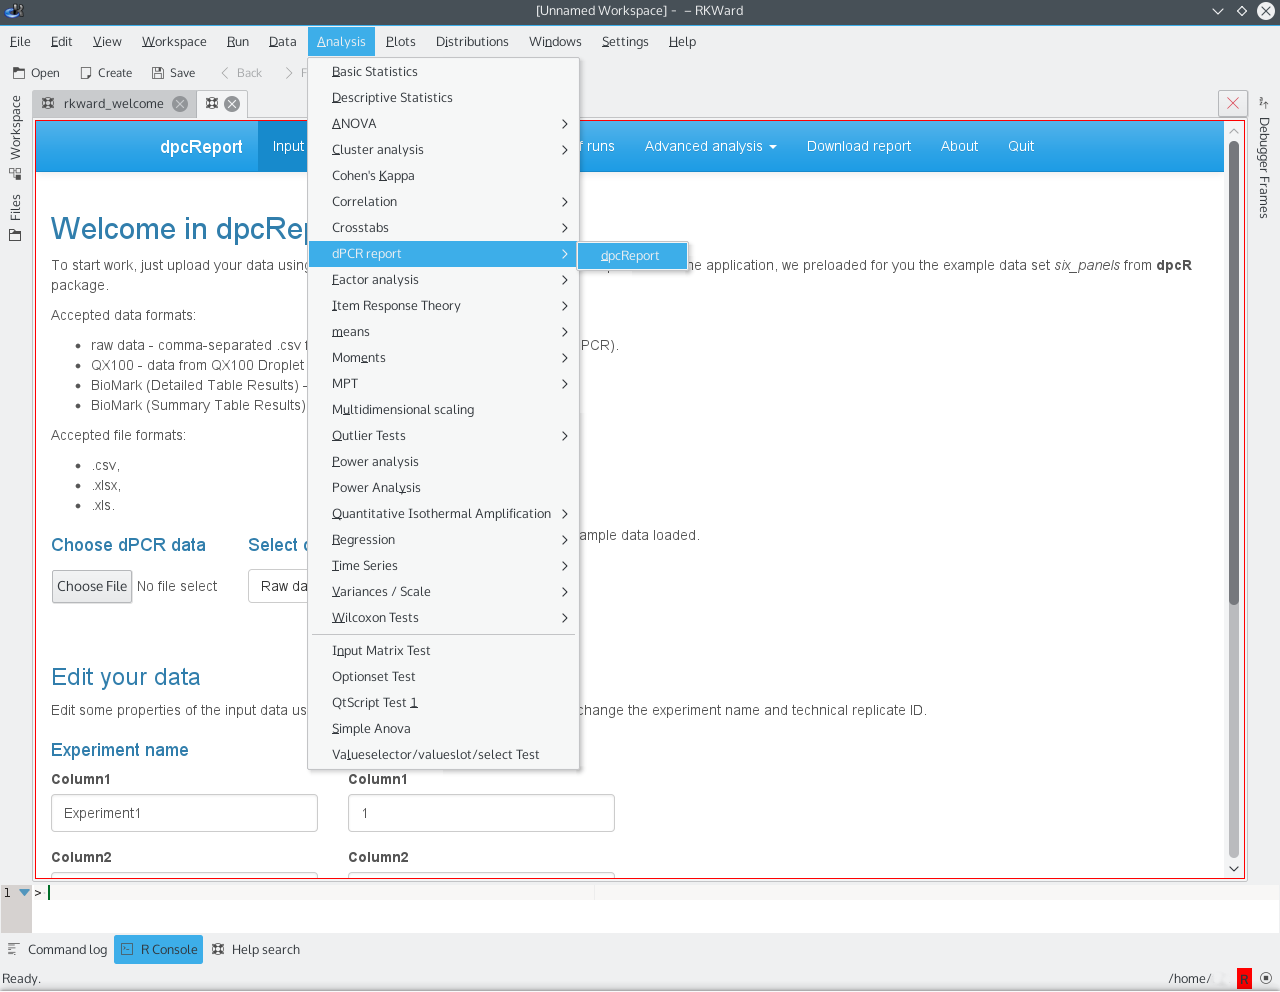 [Unnamed Workspace] - – RKWard
File Edit View Workspace Run Data Analysis Plots Distributions Windows Settings Help
Open Create Save Back F
Workspace
Files
rkward_welcome
Debugger Frames
dpcReport Input f runs Advanced analysis Download report About Quit
Basic Statistics
Descriptive Statistics
ANOVA
Cluster analysis
Cohen's Kappa
Correlation
Crosstabs
dPCR report
dpcReport
Factor analysis
Item Response Theory
means
Moments
MPT
Multidimensional scaling
Outlier Tests
Power analysis
Power Analysis
Quantitative Isothermal Amplification
Regression
Time Series
Variances / Scale
Wilcoxon Tests
Input Matrix Test
Optionset Test
QtScript Test 1
Simple Anova
Valueselector/valueslot/select Test
Welcome in dpcRep
To start work, just upload your data using he application, we preloaded for you the example data set six_panels from dpcR
package.
Accepted data formats:
raw data - comma-separated .csv f PCR).
QX100 - data from QX100 Droplet
BioMark (Detailed Table Results) -
BioMark (Summary Table Results)
Accepted file formats:
.csv,
.xlsx,
.xls.
ample data loaded.
Choose dPCR data Select d
Choose File No file select Raw da
Edit your data
Edit some properties of the input data us change the experiment name and technical replicate ID.
Experiment name
Column1 Column1
Experiment1 1
Column2 Column2
1 >
Command log R Console Help search
Ready. /home/ R